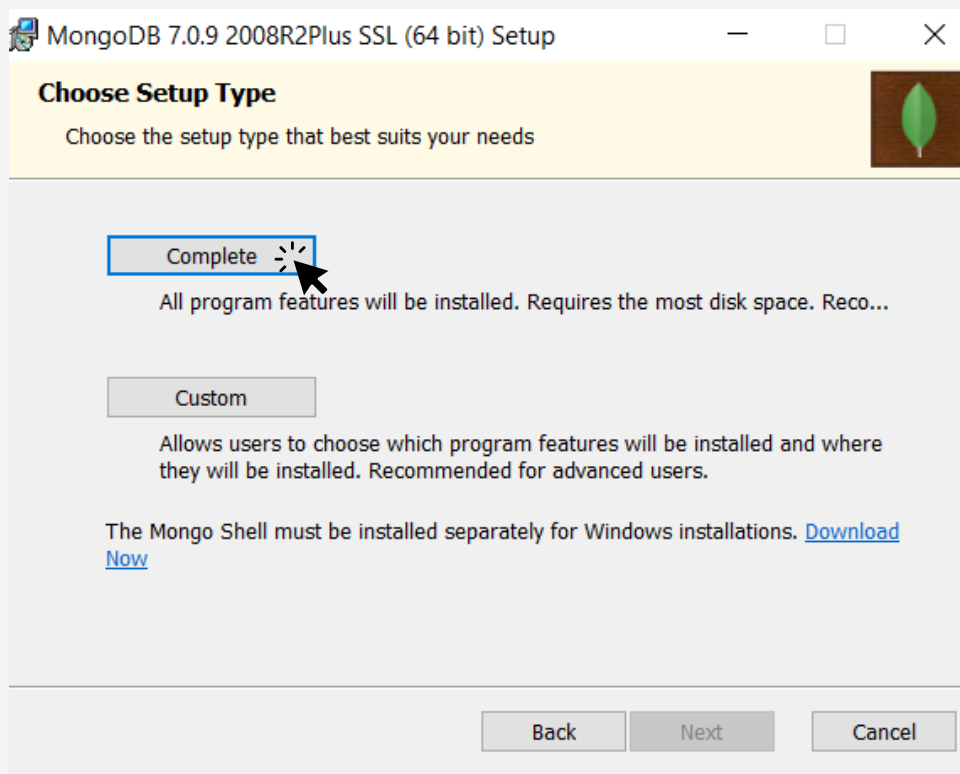 MongoDB 7.0.9 2008R2Plus SSL (64 bit) Setup
Choose Setup Type
Choose the setup type that best suits your needs
Complete
All program features will be installed. Requires the most disk space. Reco...
Custom
Allows users to choose which program features will be installed and where
they will be installed. Recommended for advanced users.
The Mongo Shell must be installed separately for Windows installations. Download
Now
Back Next Cancel